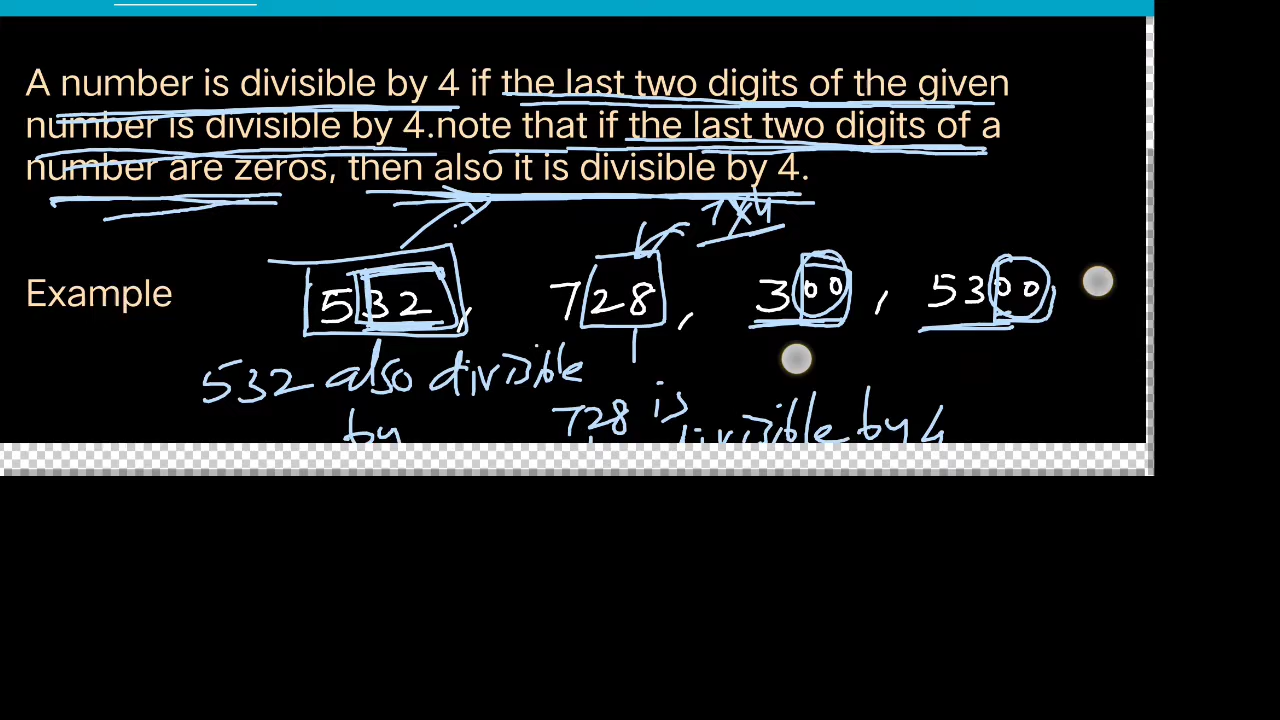 A number is divisible by 4 if the last two digits of the given
number is divisible by 4.note that if the last two digits of a
number are zeros, then also it is divisible by 4.
7x4
Example 532, 728, 300, 5300
532 also divisible
by
728 is
divisible by 4